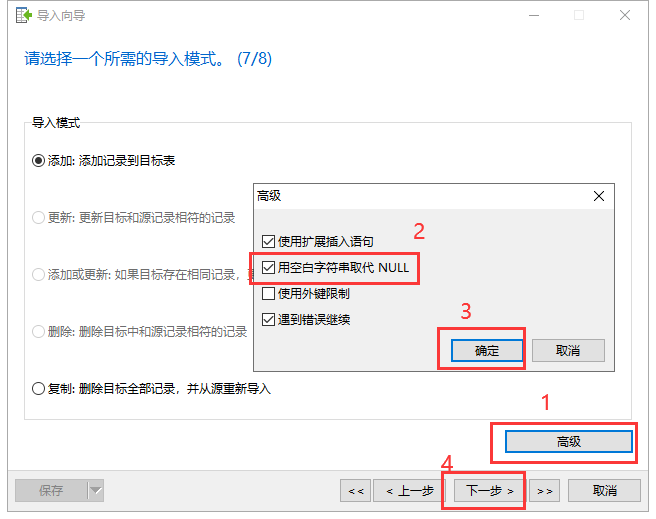 导入向导
请选择一个所需的导入模式。 (7/8)
导入模式
添加: 添加记录到目标表
更新: 更新目标和源记录相符的记录
添加或更新: 如果目标存在相同记录，
删除: 删除目标中和源记录相符的记录
复制: 删除目标全部记录，并从源重新导入
高级
2
使用扩展插入语句
用空白字符串取代 NULL
使用外键限制
遇到错误继续
3
确定
取消
1
高级
4
保存
<<
< 上一步
下一步 >
>>
取消